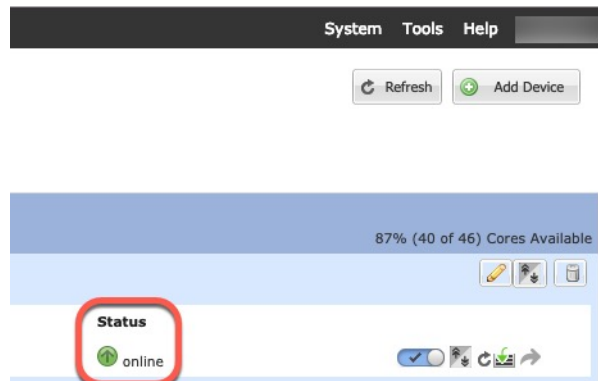 System Tools Help
Refresh Add Device
87% (40 of 46) Cores Available
Status
online